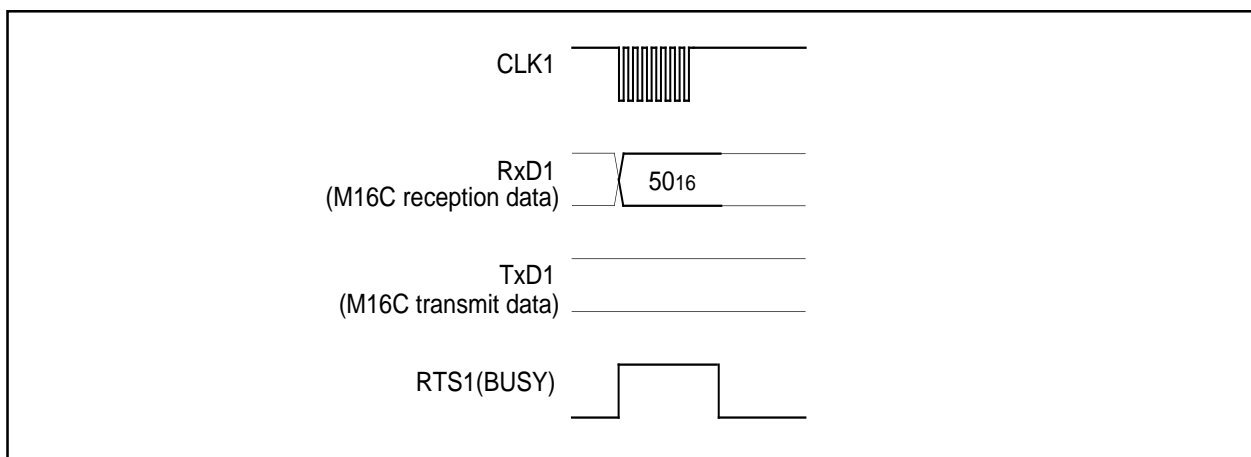 CLK1
RxD1
(M16C reception data)
5016
TxD1
(M16C transmit data)
RTS1(BUSY)